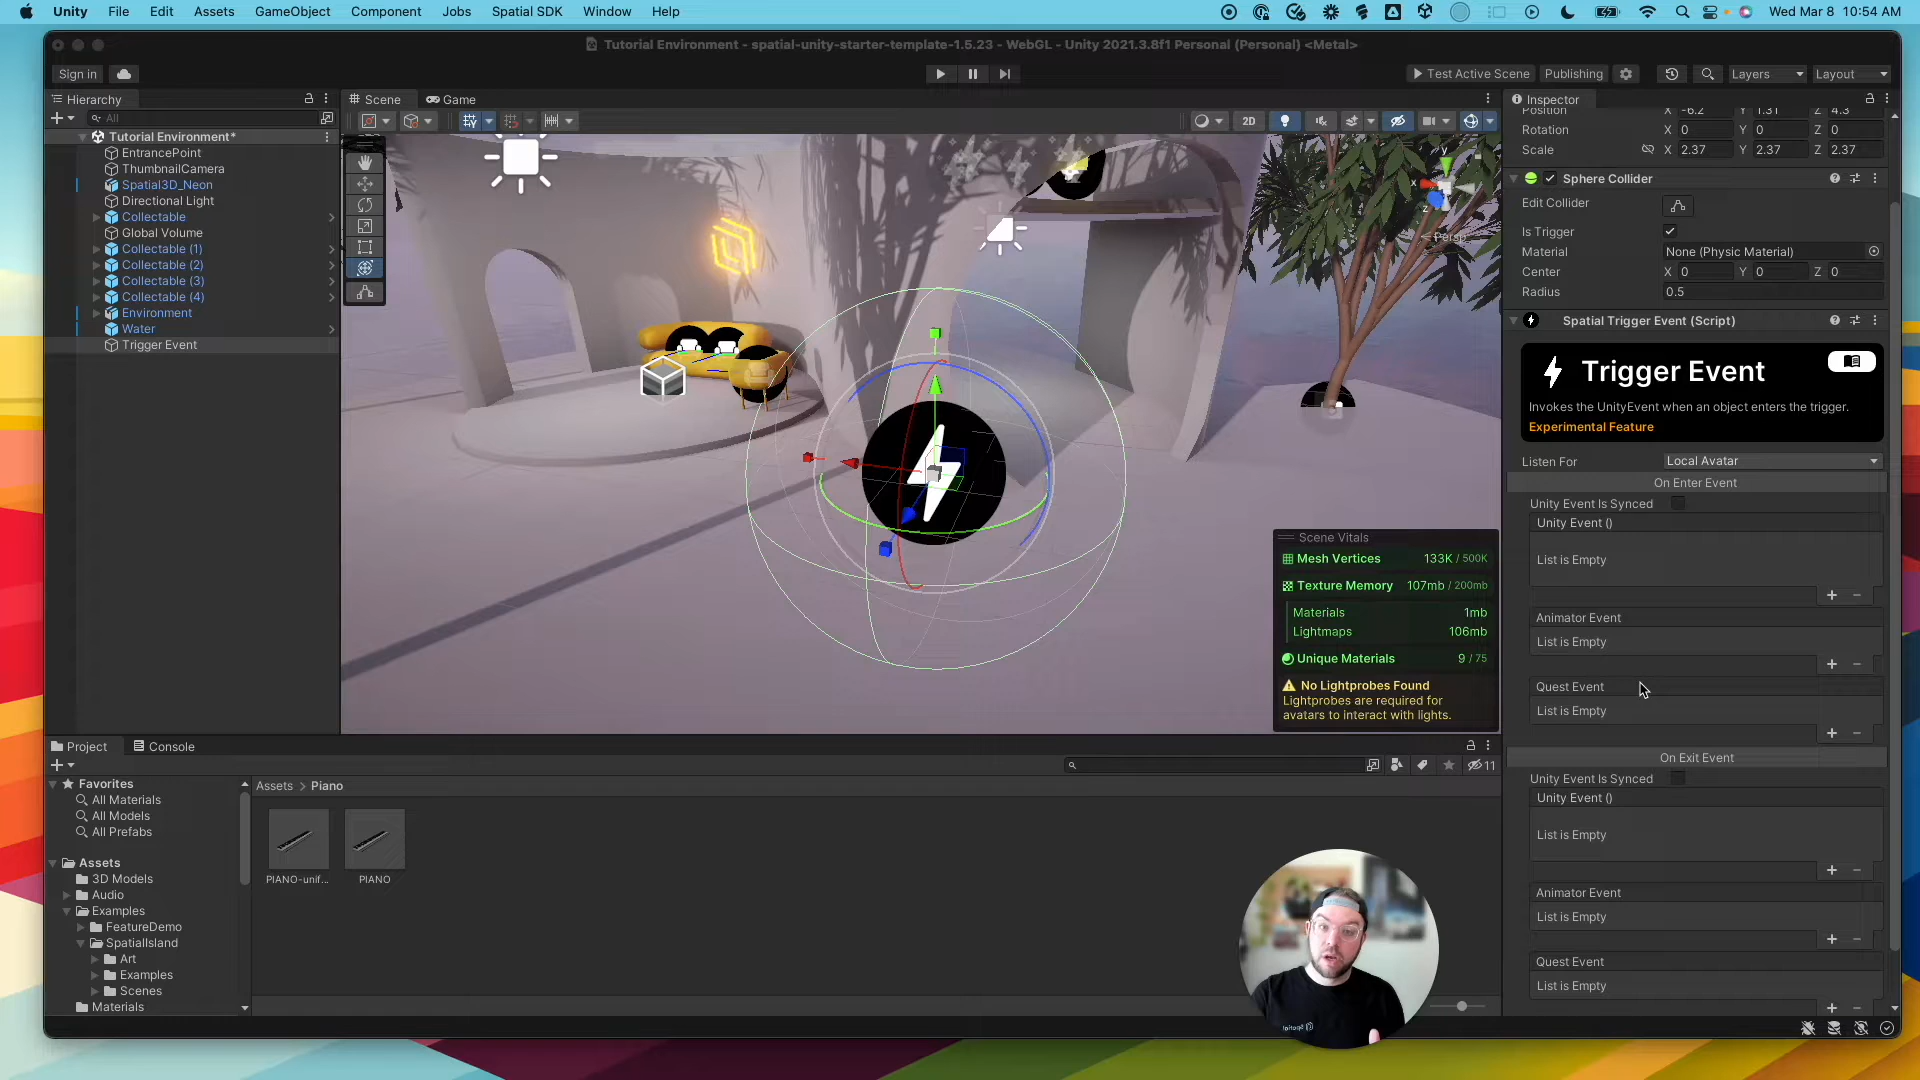 Unity File Edit Assets GameObject Component Jobs Spatial SDK Window Help
Wed Mar 8 10:54 AM
Tutorial Environment - spatial-unity-starter-template-1.5.23 - WebGL - Unity 2021.3.8f1 Personal (Personal) <Metal>
Sign in
Test Active Scene Publishing Layers Layout
Hierarchy
All
Tutorial Environment*
EntrancePoint
ThumbnailCamera
Spatial3D_Neon
Directional Light
Collectable
Global Volume
Collectable (1)
Collectable (2)
Collectable (3)
Collectable (4)
Environment
Water
Trigger Event
Scene Game
2D
y
x
z
Persp
Scene Vitals
Mesh Vertices 133K / 500K
Texture Memory 107mb / 200mb
Materials 1mb
Lightmaps 106mb
Unique Materials 9 / 75
No Lightprobes Found
Lightprobes are required for
avatars to interact with lights.
Inspector
Position X -6.2 Y 1.31 Z 4.3
Rotation X 0 Y 0 Z 0
Scale X 2.37 Y 2.37 Z 2.37
Sphere Collider
Edit Collider
Is Trigger
Material None (Physic Material)
Center X 0 Y 0 Z 0
Radius 0.5
Spatial Trigger Event (Script)
Trigger Event
Invokes the UnityEvent when an object enters the trigger.
Experimental Feature
Listen For Local Avatar
On Enter Event
Unity Event Is Synced
Unity Event ()
List is Empty
Animator Event
List is Empty
Quest Event
List is Empty
On Exit Event
Unity Event Is Synced
Unity Event ()
List is Empty
Animator Event
List is Empty
Quest Event
List is Empty
Project Console
11
Favorites
All Materials
All Models
All Prefabs
Assets
3D Models
Audio
Examples
FeatureDemo
SpatialIsland
Art
Examples
Scenes
Materials
Assets > Piano
PIANO-unif...
PIANO